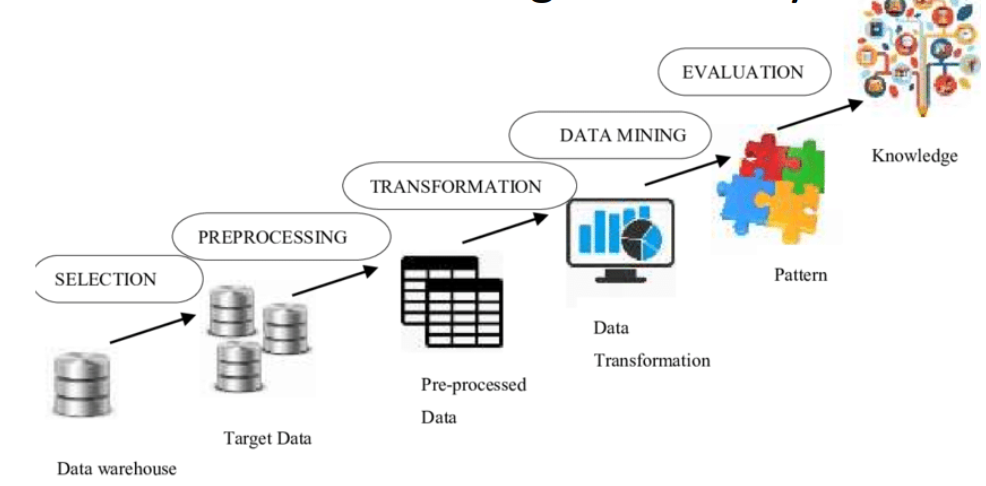 EVALUATION
DATA MINING
Knowledge
TRANSFORMATION
PREPROCESSING
SELECTION
Pattern
Data
Transformation
Pre-processed
Data
Target Data
Data warehouse